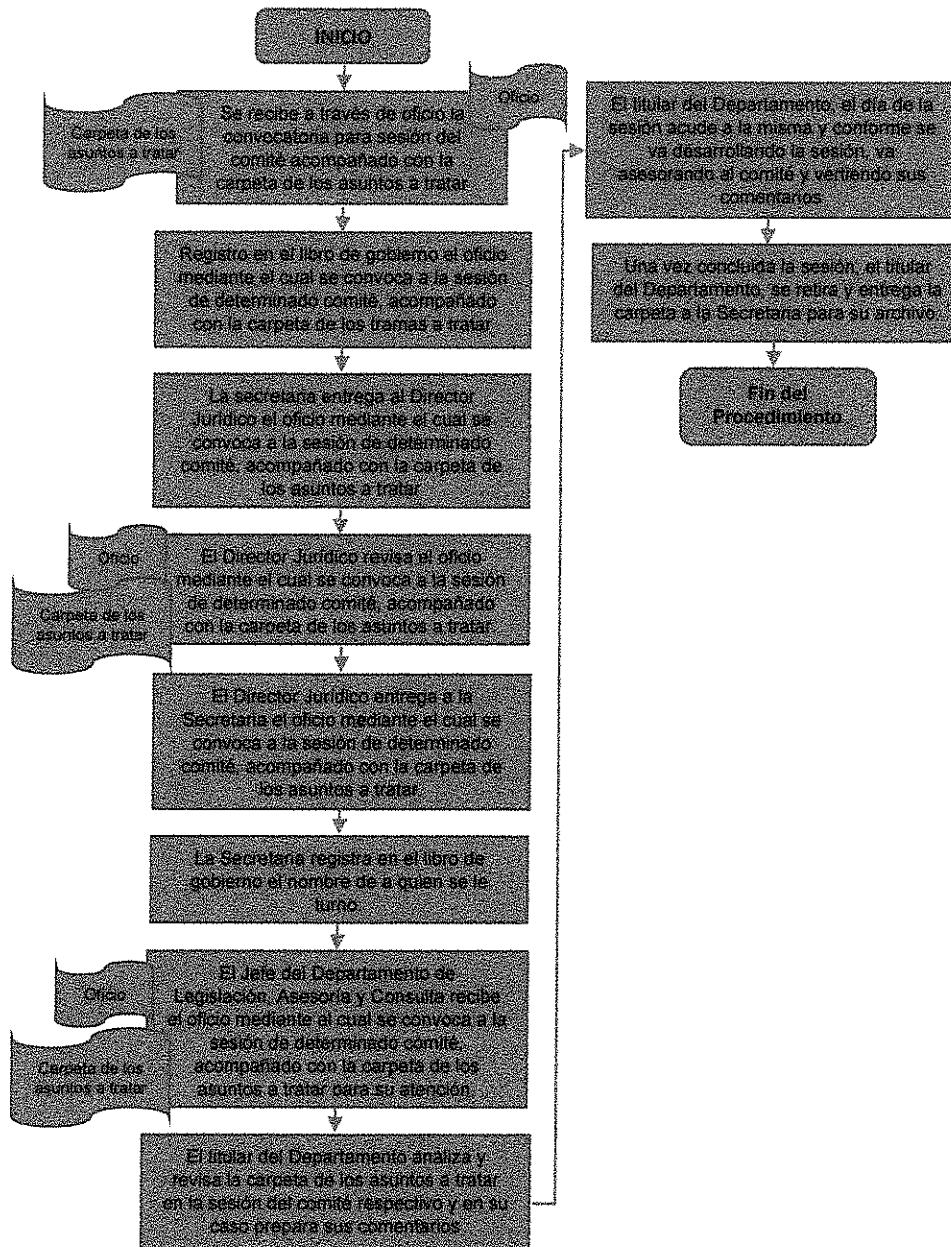 INICIO
Oficio
Carpeta de los
asuntos a tratar
Se recibe a través de oficio la
convocatoria para sesión del
comité acompañado con la
carpeta de los asuntos a tratar
Registro en el libro de gobierno el oficio
mediante el cual se convoca a la sesión
de determinado comité, acompañado
con la carpeta de los tramas a tratar
La secretaria entrega al Director
Jurídico el oficio mediante el cual se
convoca a la sesión de determinado
comité, acompañado con la carpeta de
los asuntos a tratar
Oficio
Carpeta de los
asuntos a tratar
El Director Jurídico revisa el oficio
mediante el cual se convoca a la sesión
de determinado comité, acompañado
con la carpeta de los asuntos a tratar
El Director Jurídico entrega a la
Secretaria el oficio mediante el cual se
convoca a la sesión de determinado
comité, acompañado con la carpeta de
los asuntos a tratar
La Secretaria registra en el libro de
gobierno el nombre de a quien se le
turno
Oficio
Carpeta de los
asuntos a tratar
El Jefe del Departamento de
Legislación, Asesoría y Consulta recibe
el oficio mediante al cual se convoca a la
sesión de determinado comité,
acompañado con la carpeta de los
asuntos a tratar para su atención
El titular del Departamento analiza y
revisa la carpeta de los asuntos a tratar
en la sesión del comité respectivo y en su
caso prepara sus comentarios
El titular del Departamento, el día de la
sesión acude a la misma y conforme se
va desarrollando la sesión, va
asesorando al comité y vertiendo sus
comentarios
Una vez concluida la sesión, el titular
del Departamento, se retira y entrega la
carpeta a la Secretaria para su archivo
Fin del
Procedimiento